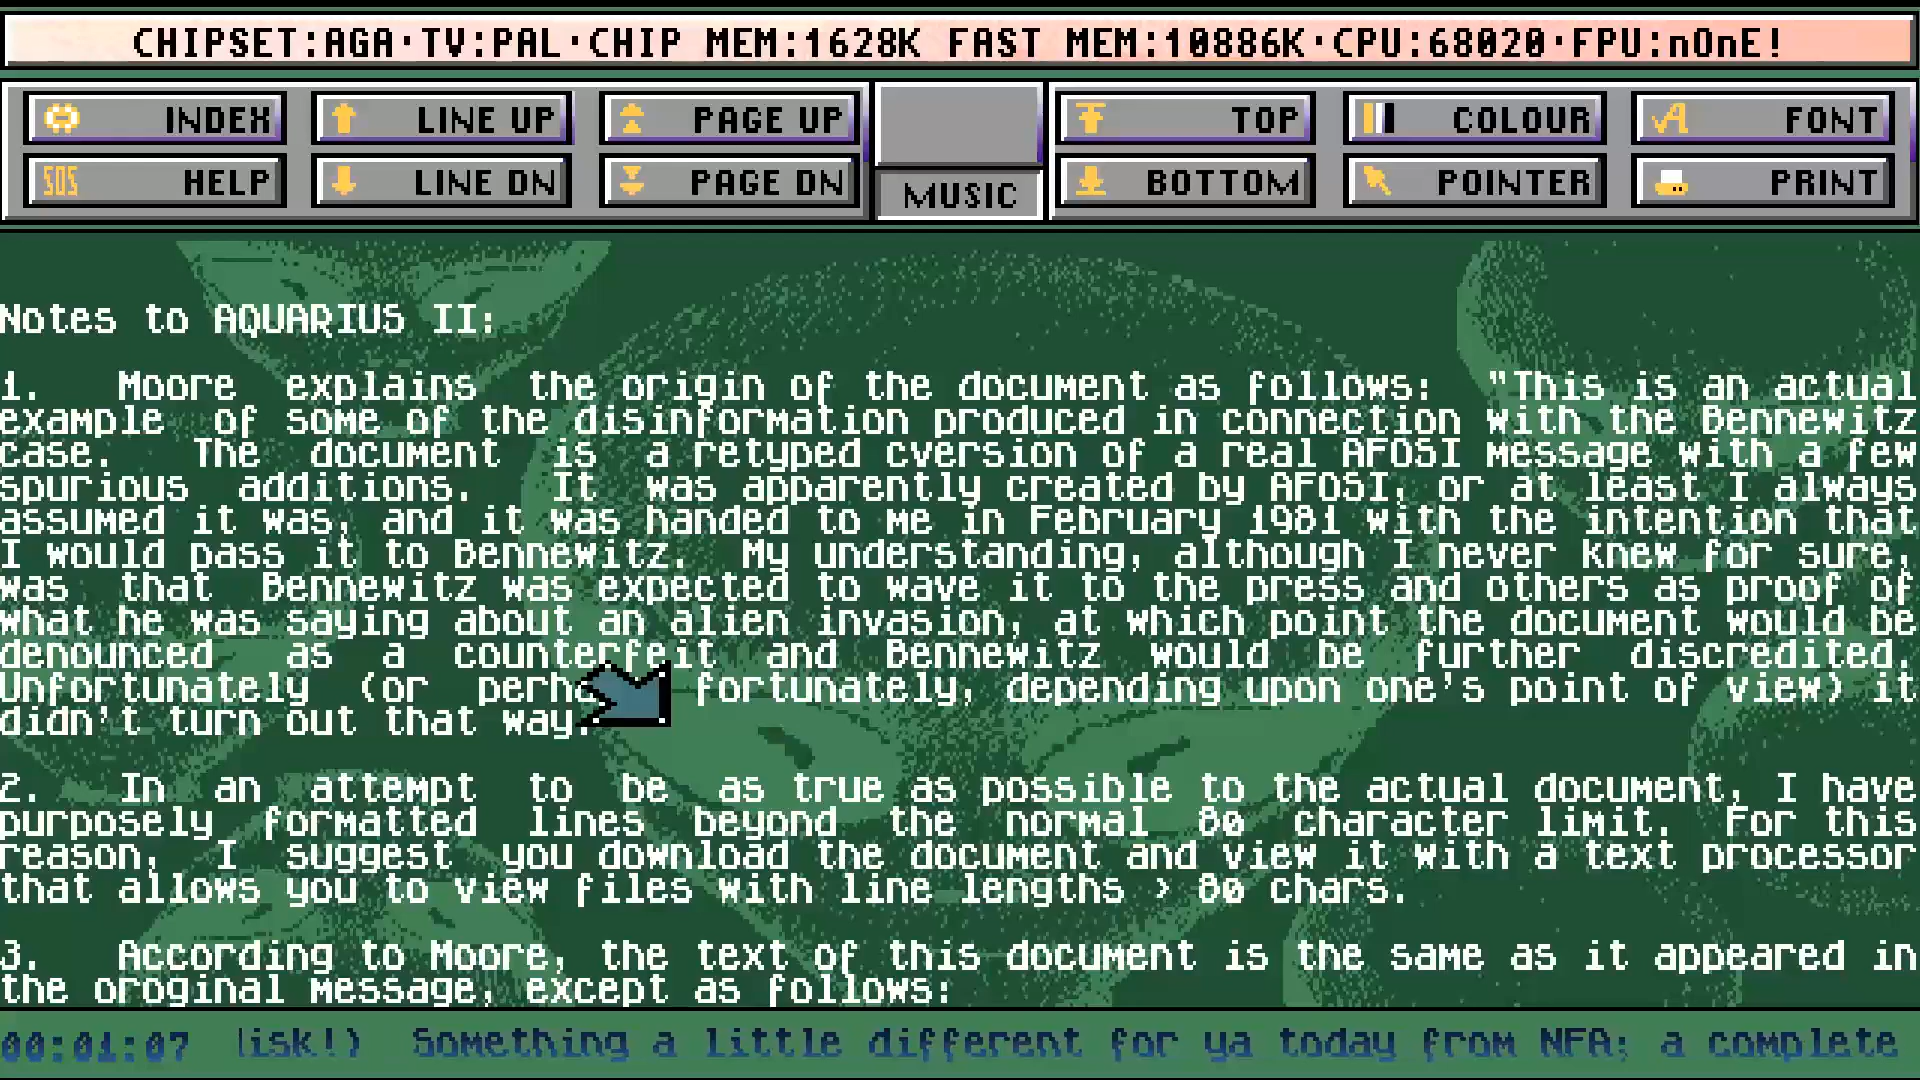 CHIPSET:AGA·TV:PAL·CHIP MEM:1628K FAST MEM:10886K·CPU:68020·FPU:nOnE!
INDEX LINE UP PAGE UP TOP COLOUR FONT
SOS HELP LINE DN PAGE DN MUSIC BOTTOM POINTER PRINT
Notes to AQUARIUS II:
1. Moore explains the origin of the document as follows: "This is an actual
example of some of the disinformation produced in connection with the Bennewitz
case. The document is a retyped cversion of a real AFOSI message with a few
spurious additions. It was apparently created by AFOSI, or at least I always
assumed it was, and it was handed to me in February 1981 with the intention that
I would pass it to Bennewitz. My understanding, although I never knew for sure,
was that Bennewitz was expected to wave it to the press and others as proof of
what he was saying about an alien invasion, at which point the document would be
denounced as a counterfeit and Bennewitz would be further discredited.
Unfortunately (or fortunately, depending upon one's point of view) it
didn't turn out that way.
2. In an attempt to be as true as possible to the actual document, I have
purposely formatted lines beyond the normal 80 character limit. For this
reason, I suggest you download the document and view it with a text processor
that allows you to view files with line lengths > 80 chars.
3. According to Moore, the text of this document is the same as it appeared in
the oroginal message, except as follows:
00:01:07 isk!) Something a little different for ya today from NFA; a complete